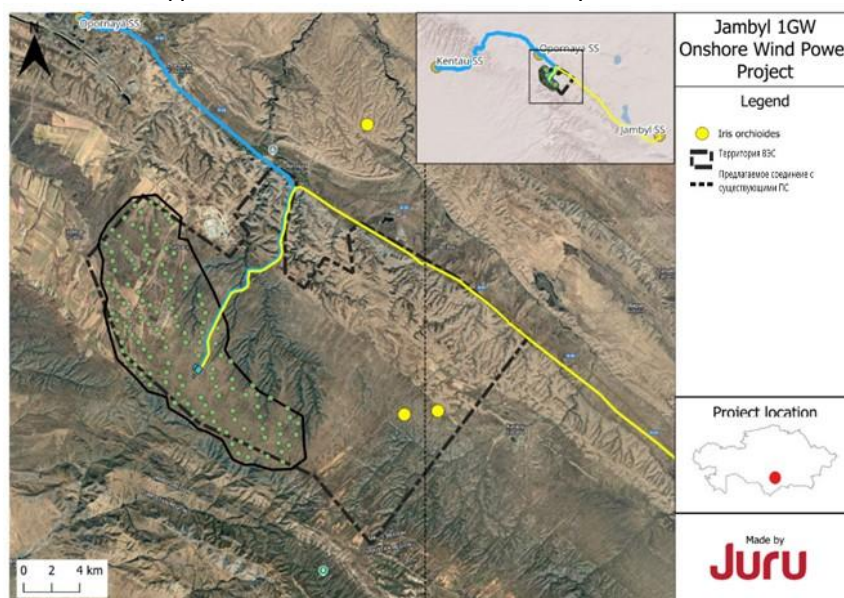 N
Opornaya SS
Kentau SS
Opornaya SS
Jambyl SS
Jambyl 1GW
Onshore Wind Power
Project
Legend
Iris orchioides
Территория ВЭС
Предлагаемое соединение с
существующими ПС
Project location
0 2 4 km
Made by
Juru